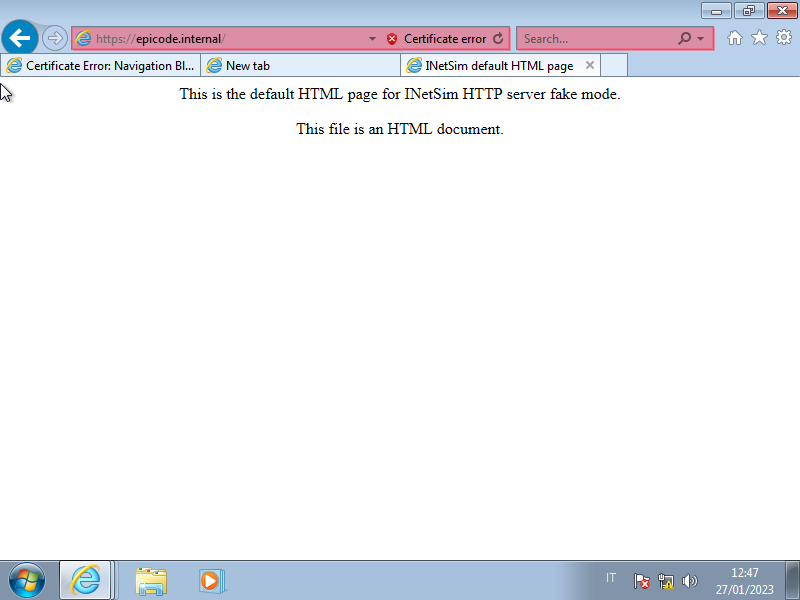 https://epicode.internal/
Certificate error
Search...
Certificate Error: Navigation Bl...
New tab
INetSim default HTML page
This is the default HTML page for INetSim HTTP server fake mode.
This file is an HTML document.
IT
12:47
27/01/2023